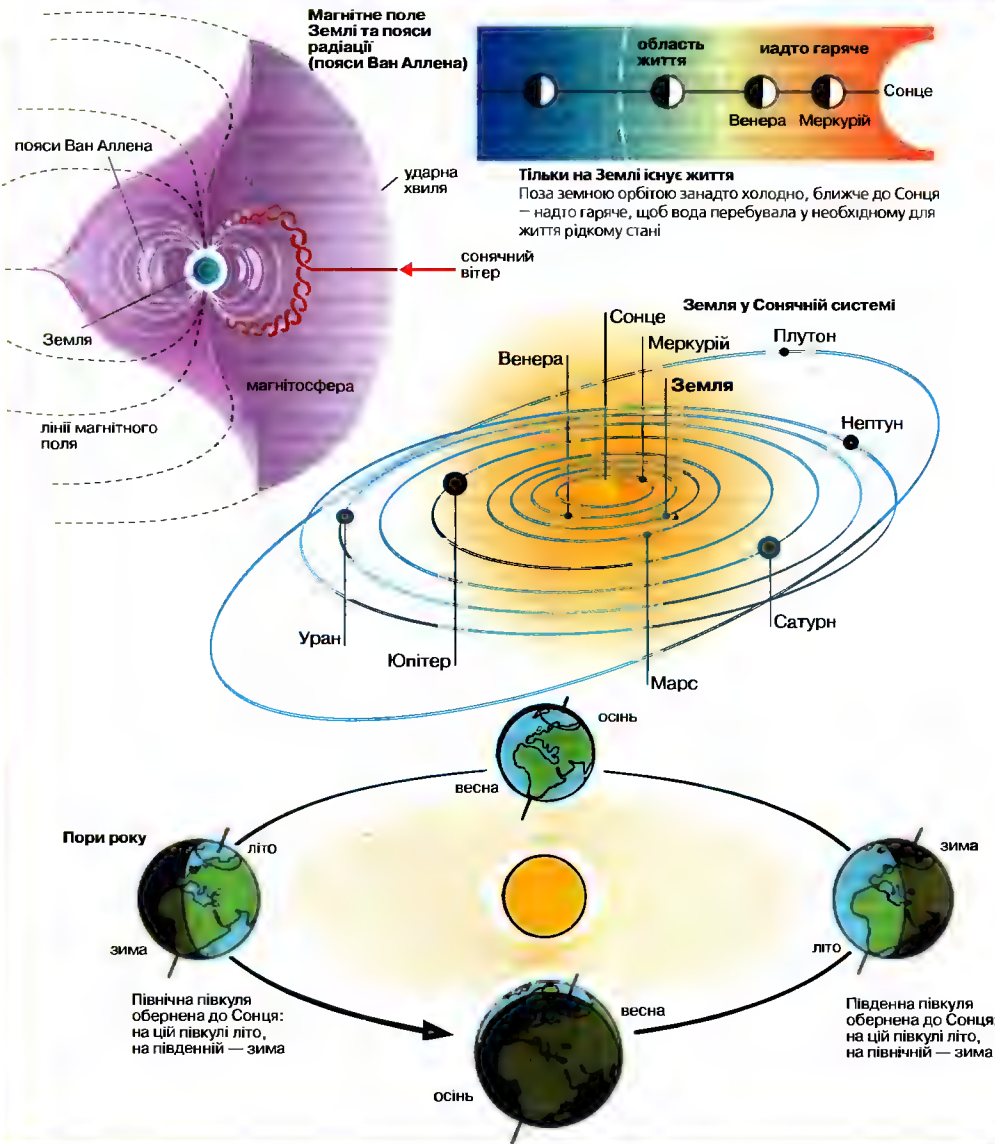 Магнітне поле
Землі та пояси
радіації
(пояси Ван Аллена)
пояси Ван Аллена
ударна
хвиля
сонячний
вітер
Земля
магнітосфера
лінії магнітного
поля
область
життя
иадто гаряче
Сонце
Венера
Меркурій
Тільки на Землі існує життя
Поза земною орбітою занадто холодно, ближче до Сонця
– надто гаряче, щоб вода перебувала у необхідному для
життя рідкому стані
Земля у Сонячній системі
Сонце
Меркурій
Плутон
Венера
Земля
Нептун
Уран
Юпітер
Сатурн
Марс
осінь
весна
Пори року
літо
зима
зима
літо
весна
осінь
Північна півкуля
обернена до Сонця:
на цій півкулі літо,
на південній — зима
Південна півкуля
обернена до Сонця:
на цій півкулі літо,
на північній — зима